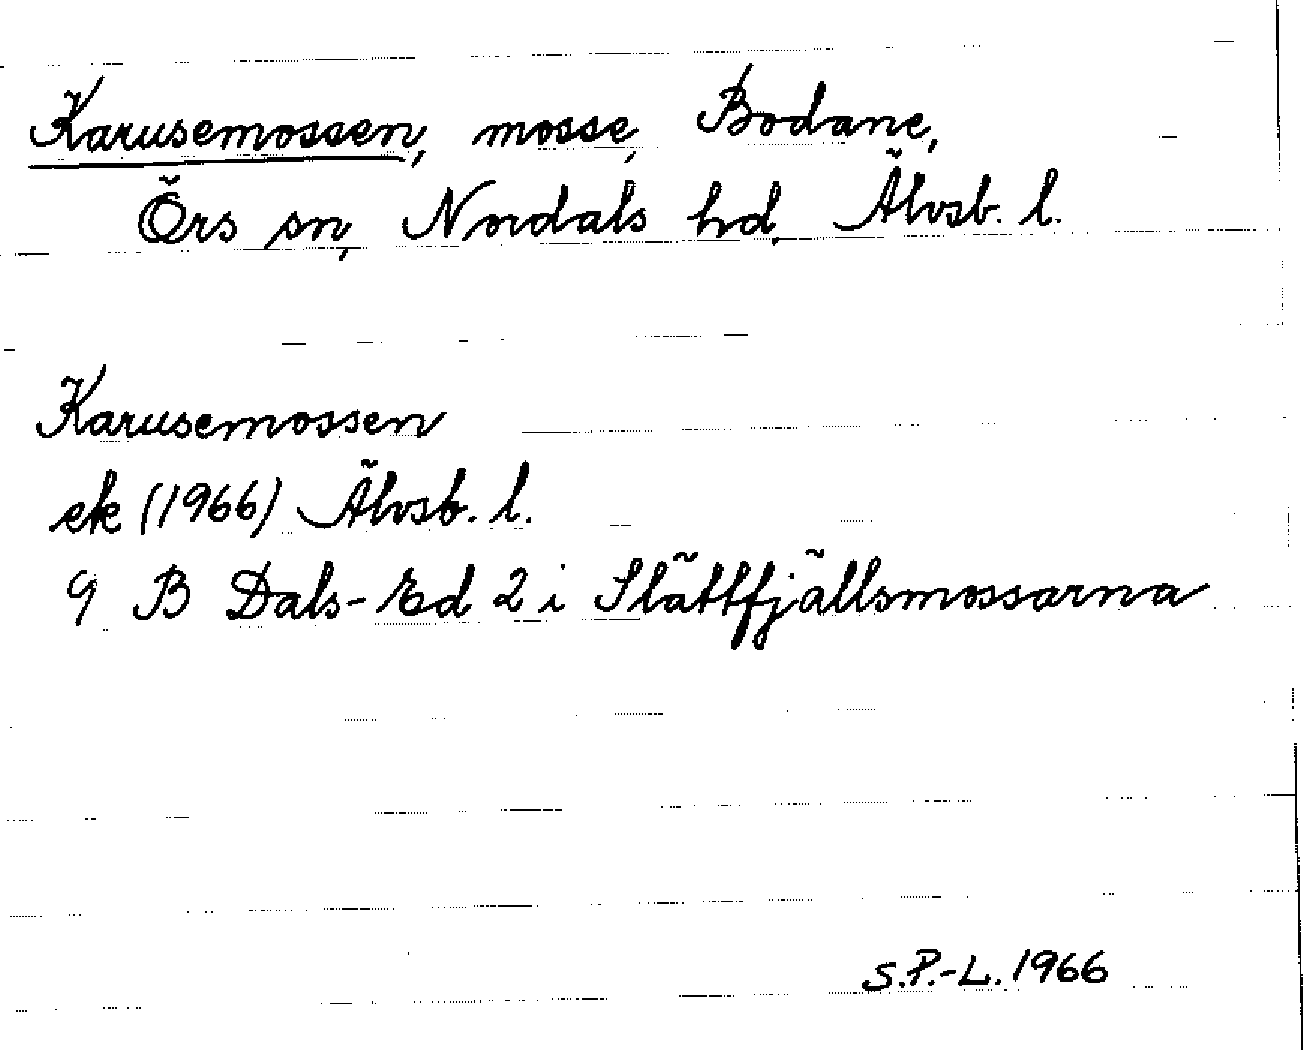 Karusemossen, mosse, Bodane,
Örs sn, Nordals hd, Älvsb. l.
Karusemossen
ek (1966) Älvsb. l.
9 B Dals-Ed 2 i Slättfjällsmossarna
S.P.-L. 1966